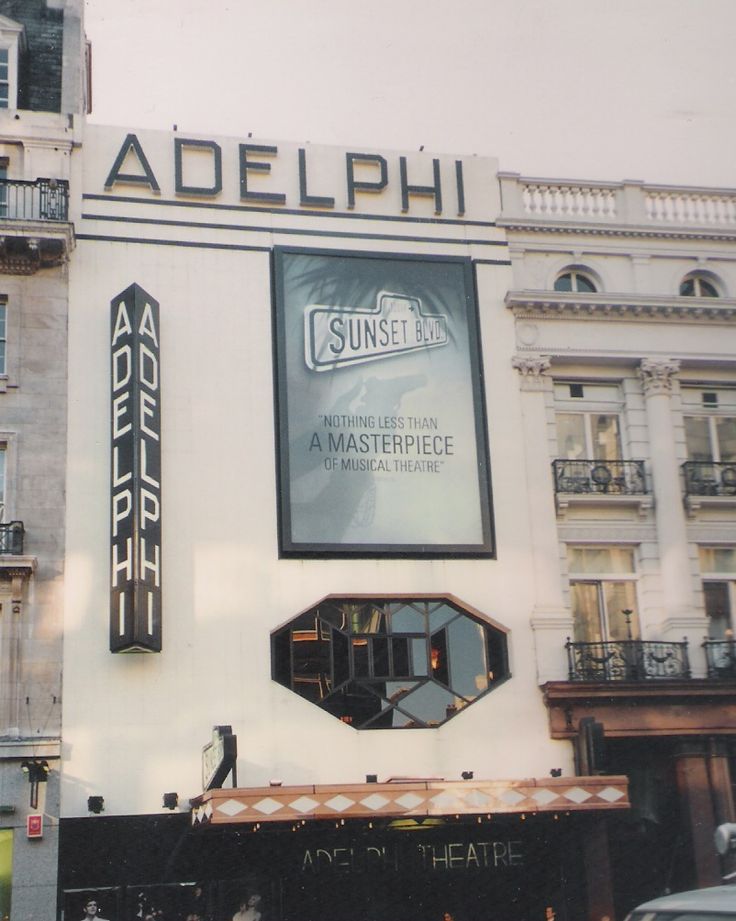 ADELPHI
SUNSET BLVD
"NOTHING LESS THAN
A MASTERPIECE
OF MUSICAL THEATRE"
ADELPHI
ADELPHI
ADELPHI THEATRE